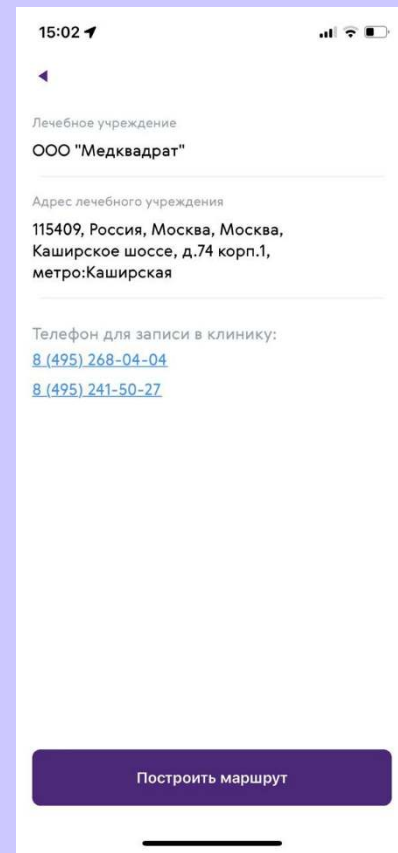 15:02
Лечебное учреждение
ООО "Медквадрат"
Адрес лечебного учреждения
115409, Россия, Москва, Москва,
Каширское шоссе, д.74 корп.1,
метро:Каширская
Телефон для записи в клинику:
8 (495) 268-04-04
8 (495) 241-50-27
Построить маршрут